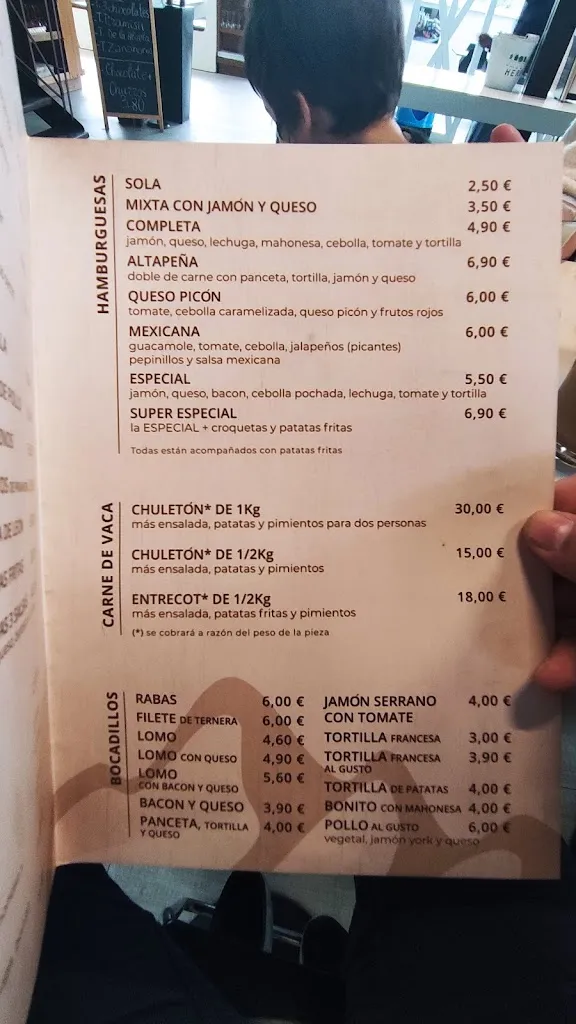 Chocolate +
Churros
3,80
HAMBURGUESAS
SOLA 2,50 €
MIXTA CON JAMÓN Y QUESO 3,50 €
COMPLETA 4,90 €
jamón, queso, lechuga, mahonesa, cebolla, tomate y tortilla
ALTAPEÑA 6,90 €
doble de carne con panceta, tortilla, jamón y queso
QUESO PICÓN 6,00 €
tomate, cebolla caramelizada, queso picón y frutos rojos
MEXICANA 6,00 €
guacamole, tomate, cebolla, jalapeños (picantes)
pepinillos y salsa mexicana
ESPECIAL 5,50 €
jamón, queso, bacon, cebolla pochada, lechuga, tomate y tortilla
SUPER ESPECIAL 6,90 €
la ESPECIAL + croquetas y patatas fritas
Todas están acompañados con patatas fritas
CARNE DE VACA
CHULETÓN* DE 1Kg 30,00 €
más ensalada, patatas y pimientos para dos personas
CHULETÓN* DE 1/2Kg 15,00 €
más ensalada, patatas y pimientos
ENTRECOT* DE 1/2Kg 18,00 €
más ensalada, patatas fritas y pimientos
(*) se cobrará a razón del peso de la pieza
BOCADILLOS
RABAS 6,00 €
FILETE DE TERNERA 6,00 €
LOMO 4,60 €
LOMO CON QUESO 4,90 €
LOMO 5,60 €
CON BACON Y QUESO
BACON Y QUESO 3,90 €
PANCETA, TORTILLA 4,00 €
Y QUESO
JAMÓN SERRANO 4,00 €
CON TOMATE
TORTILLA FRANCESA 3,00 €
TORTILLA FRANCESA 3,90 €
AL GUSTO
TORTILLA DE PATATAS 4,00 €
BONITO CON MAHONESA 4,00 €
POLLO AL GUSTO 6,00 €
vegetal, jamón york y queso